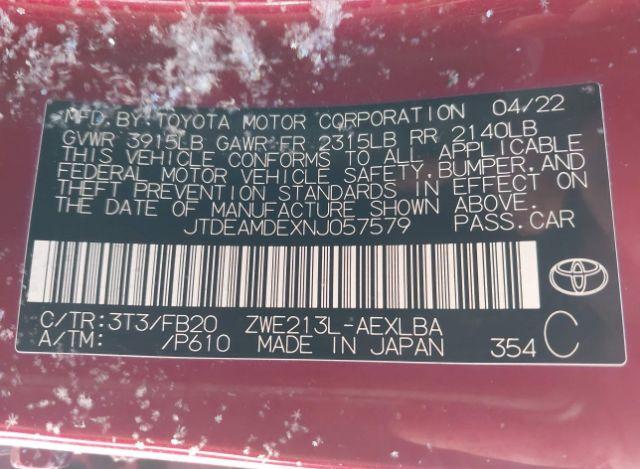 MFD. BY: TOYOTA MOTOR CORPORATION 04/22
GVWR 3915LB GAWR FR 2315LB RR 2140LB
THIS VEHICLE CONFORMS TO ALL APPLICABLE
FEDERAL MOTOR VEHICLE SAFETY, BUMPER, AND
THEFT PREVENTION STANDARDS IN EFFECT ON
THE DATE OF MANUFACTURE SHOWN ABOVE.
JTDEAMDEXNJ057579 PASS. CAR
C/TR: 3T3/FB20 ZWE213L-AEXLBA
A/TM: /P610 MADE IN JAPAN 354 C